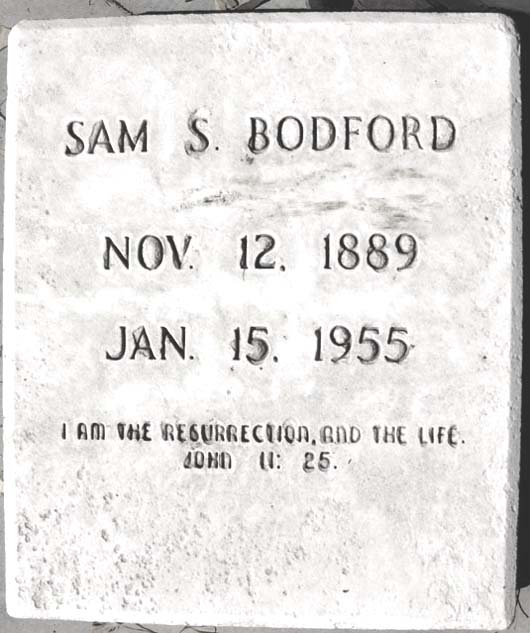 SAM S. BODFORD
NOV. 12. 1889
JAN. 15. 1955
I AM THE RESURRECTION, AND THE LIFE.
JOHN 11: 25.